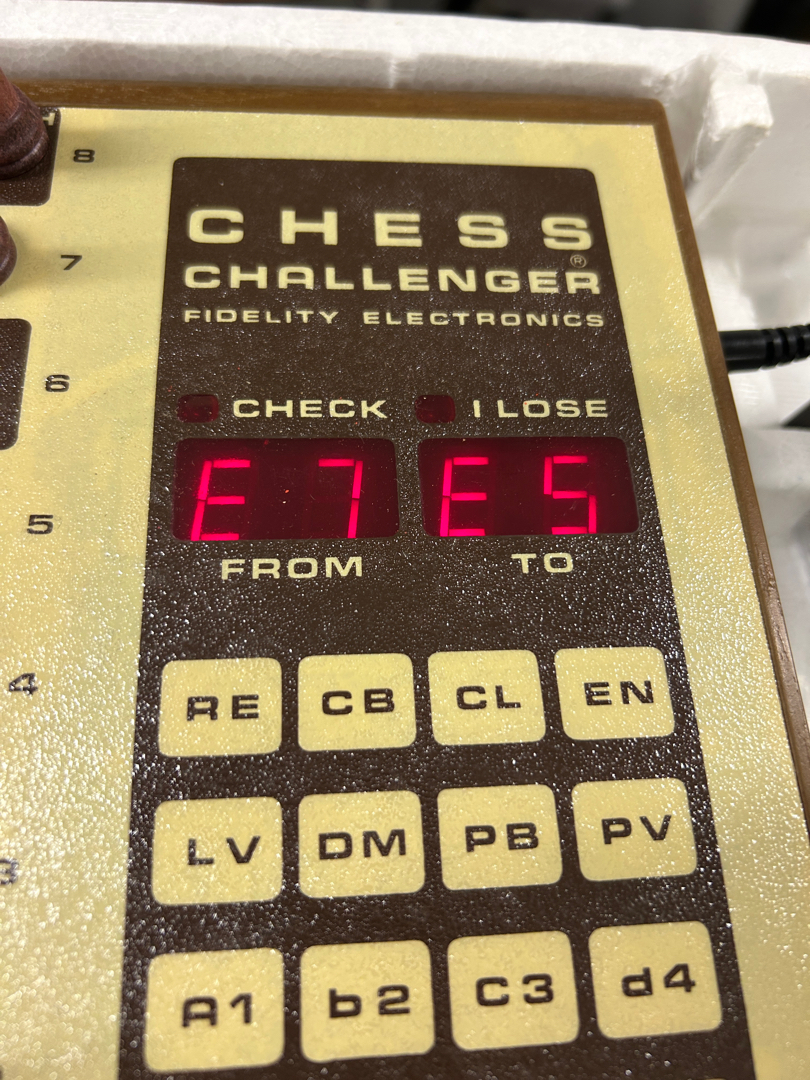 8
CHESS
7
CHALLENGER®
FIDELITY ELECTRONICS
6
CHECK I LOSE
E7 E5
5
FROM TO
4
RE CB CL EN
LV DM PB PV
3
A1 b2 C3 d4